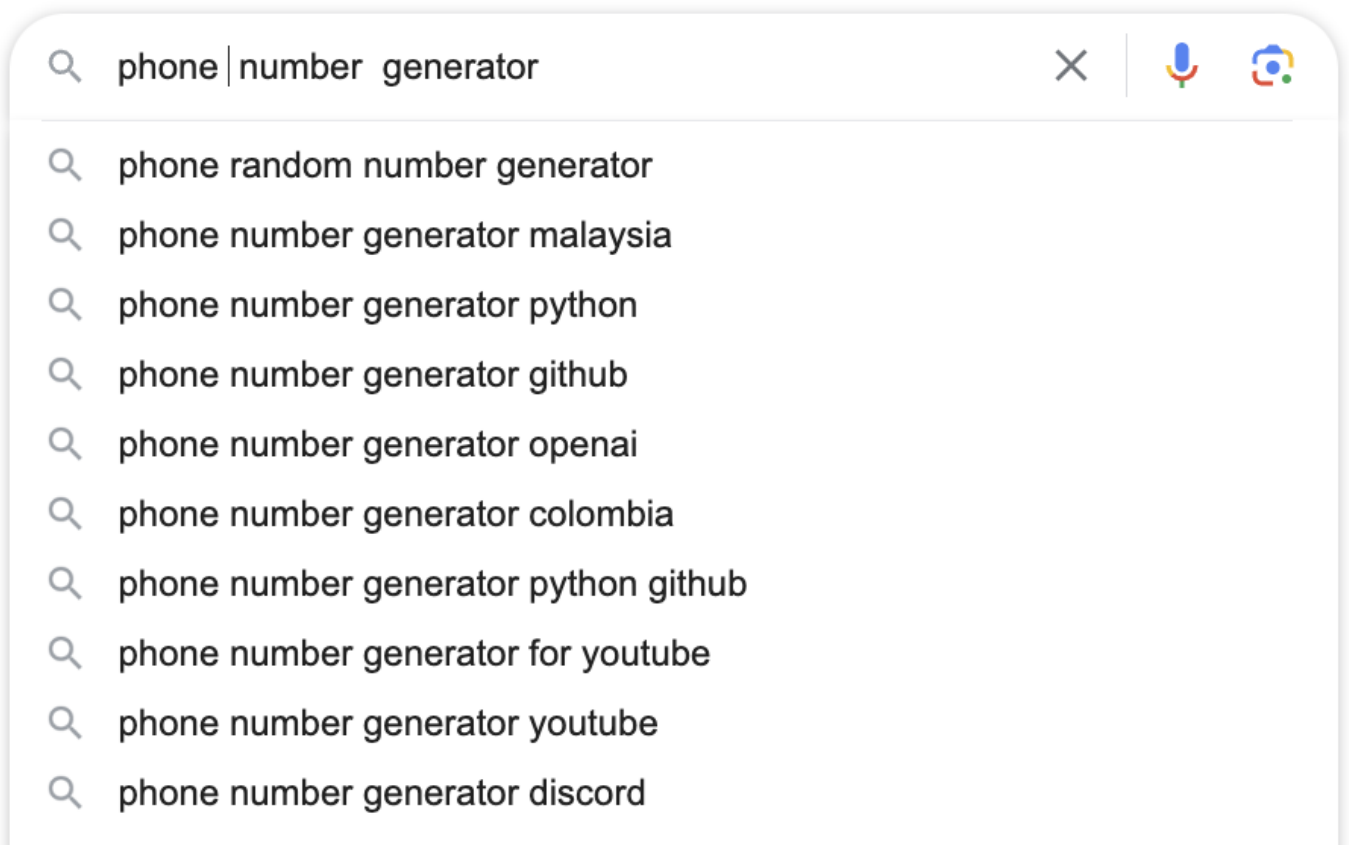 phone number  generator
phone random number generator
phone number generator malaysia
phone number generator python
phone number generator github
phone number generator openai
phone number generator colombia
phone number generator python github
phone number generator for youtube
phone number generator youtube
phone number generator discord